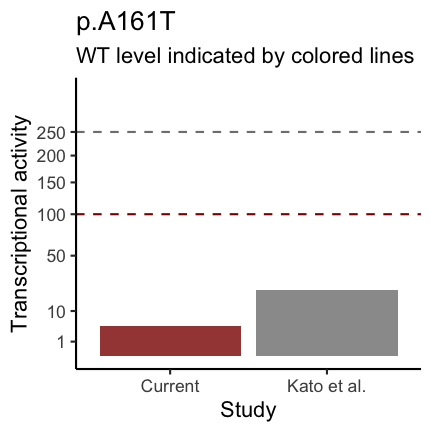 p.A161T
WT level indicated by colored lines
Transcriptional activity
250
200
150
100
50
10
1
Current
Kato et al.
Study